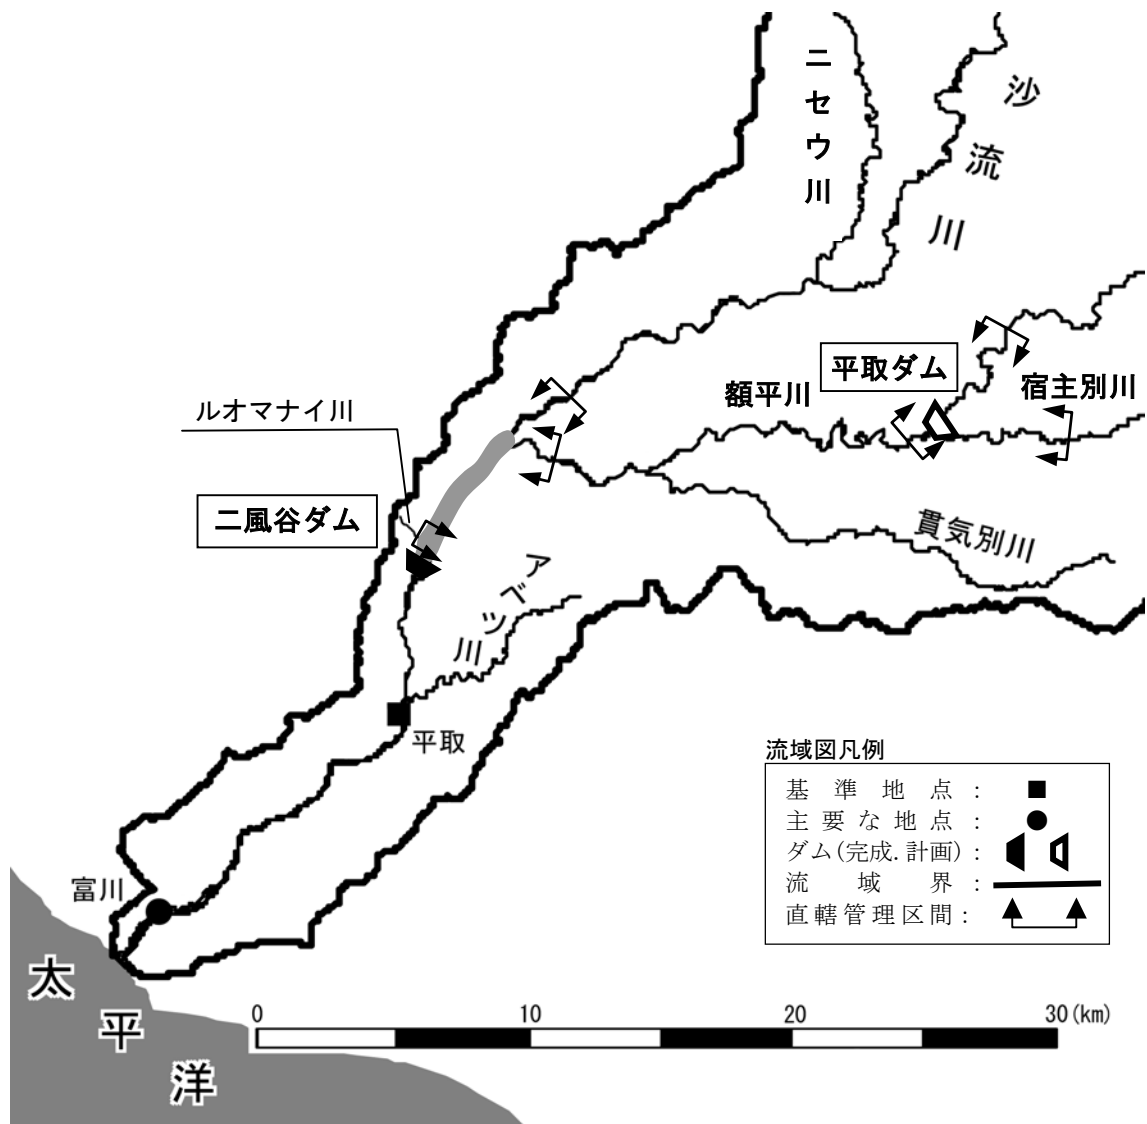 ニセウ川
沙流川
平取ダム
額平川
宿主別川
ルオマナイ川
二風谷ダム
貫気別川
アベツ川
平取
流域図凡例
基準地点：
主要な地点：
ダム(完成.計画)：
流域界：
直轄管理区間：
富川
太平洋
0 10 20 30(km)